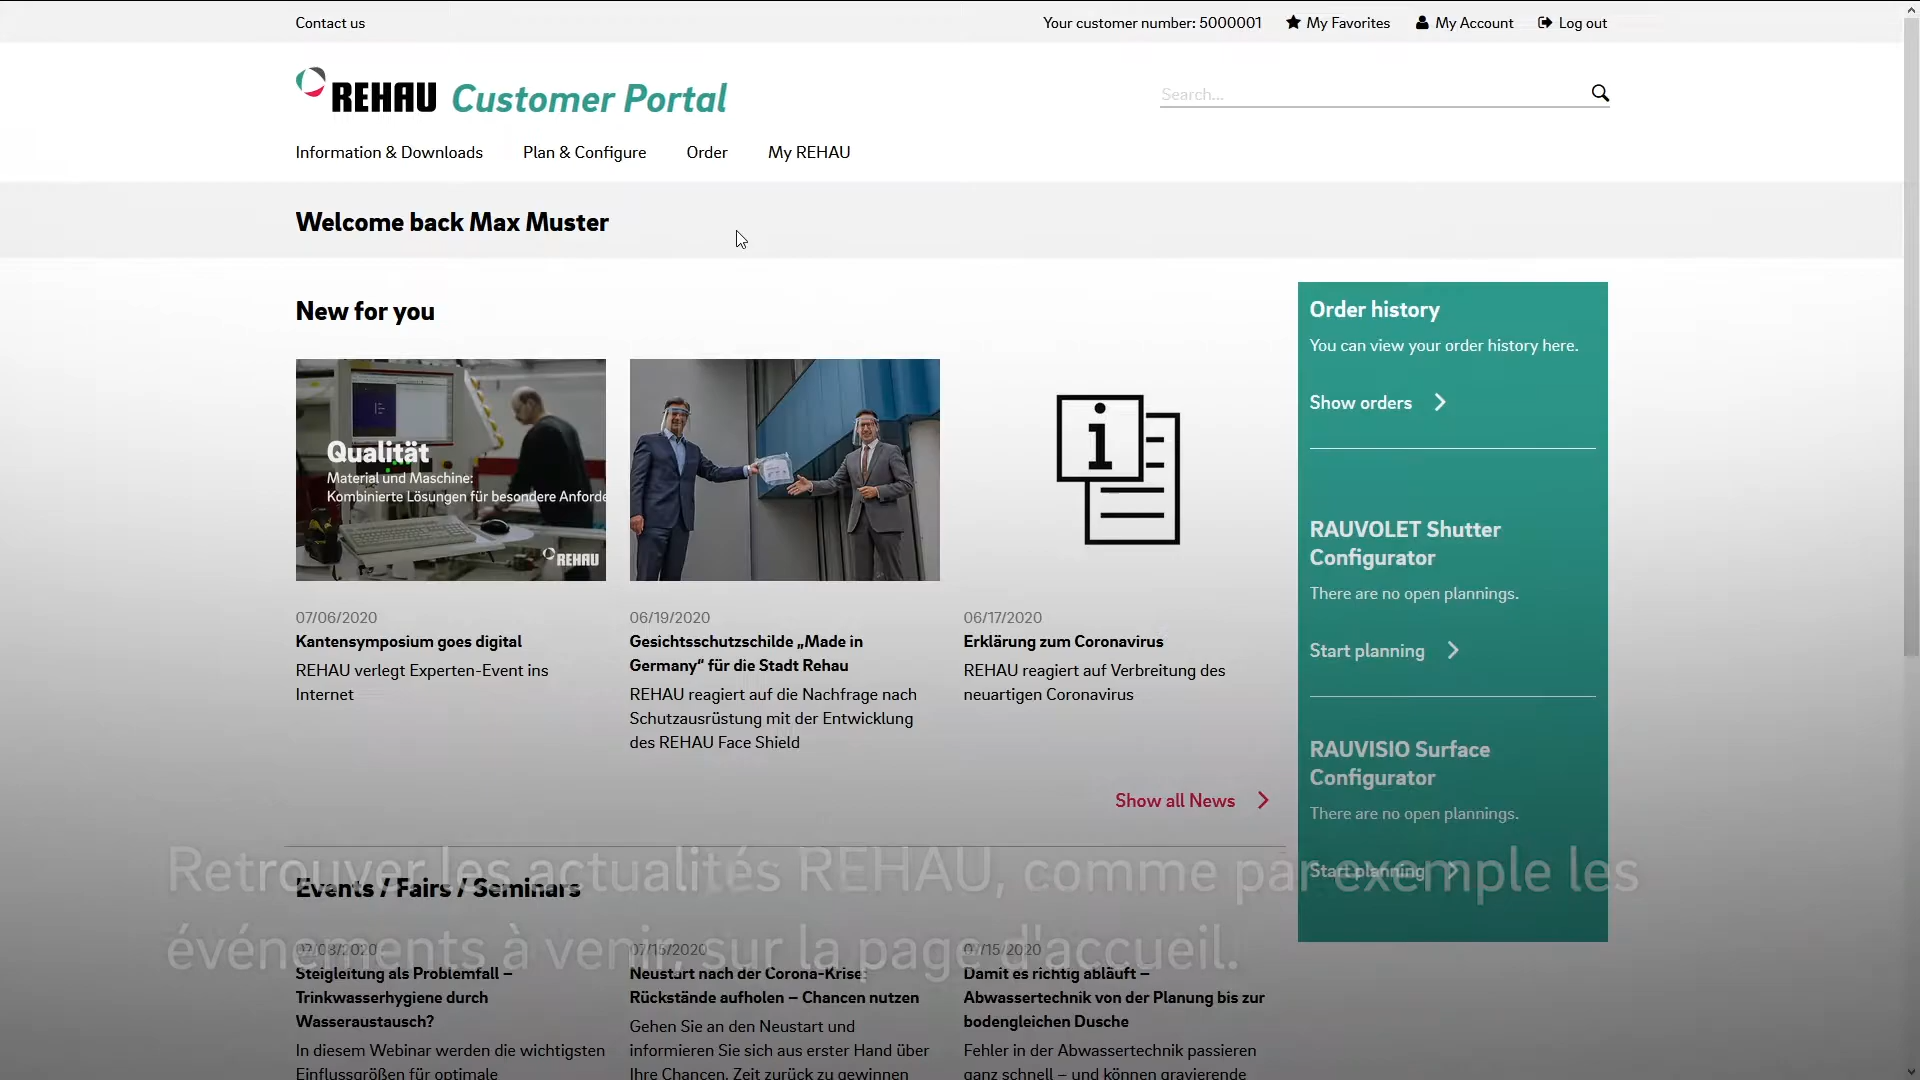 Contact us
Your customer number: 5000001
My Favorites
My Account
Log out
REHAU Customer Portal
Search...
Information & Downloads
Plan & Configure
Order
My REHAU
Welcome back Max Muster
New for you
Qualität
Material und Maschine:
Kombinierte Lösungen für besondere Anforde
REHAU
07/06/2020
Kantensymposium goes digital
REHAU verlegt Experten-Event ins
Internet
06/19/2020
Gesichtsschutzschilde „Made in
Germany“ für die Stadt Rehau
REHAU reagiert auf die Nachfrage nach
Schutzausrüstung mit der Entwicklung
des REHAU Face Shield
06/17/2020
Erklärung zum Coronavirus
REHAU reagiert auf Verbreitung des
neuartigen Coronavirus
Show all News
Order history
You can view your order history here.
Show orders
RAUVOLET Shutter
Configurator
There are no open plannings.
Start planning
RAUVISIO Surface
Configurator
There are no open plannings.
Start planning
Retrouver les actualités REHAU, comme par exemple les
événements à venir, sur la page d'accueil.
Events / Fairs / Seminars
07/08/2020
Steigleitung als Problemfall –
Trinkwasserhygiene durch
Wasseraustausch?
In diesem Webinar werden die wichtigsten
Einflussgrößen für optimale
07/15/2020
Neustart nach der Corona-Krise:
Rückstände aufholen – Chancen nutzen
Gehen Sie an den Neustart und
informieren Sie sich aus erster Hand über
Ihre Chancen, Zeit zurück zu gewinnen
07/15/2020
Damit es richtig abläuft –
Abwassertechnik von der Planung bis zur
bodengleichen Dusche
Fehler in der Abwassertechnik passieren
ganz schnell – und können gravierende